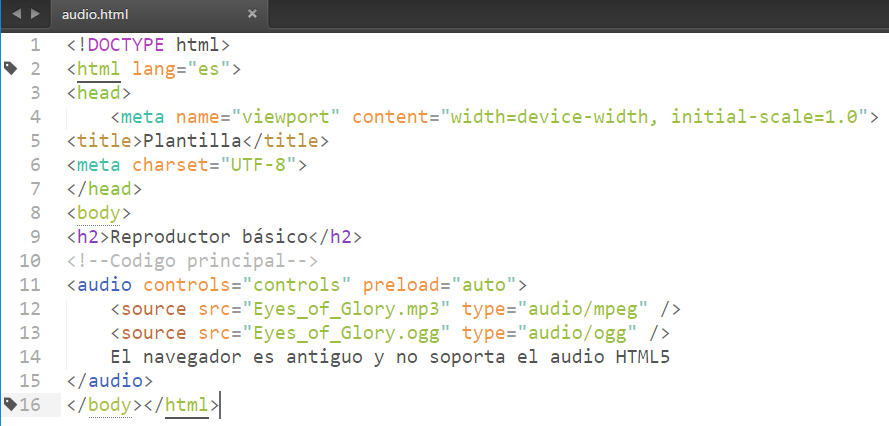 audio.html
1 <!DOCTYPE html>
2 <html lang="es">
3 <head>
4     <meta name="viewport" content="width=device-width, initial-scale=1.0">
5 <title>Plantilla</title>
6 <meta charset="UTF-8">
7 </head>
8 <body>
9 <h2>Reproductor básico</h2>
10 <!--Codigo principal-->
11 <audio controls="controls" preload="auto">
12     <source src="Eyes_of_Glory.mp3" type="audio/mpeg" />
13     <source src="Eyes_of_Glory.ogg" type="audio/ogg" />
14     El navegador es antiguo y no soporta el audio HTML5
15 </audio>
16 </body></html>